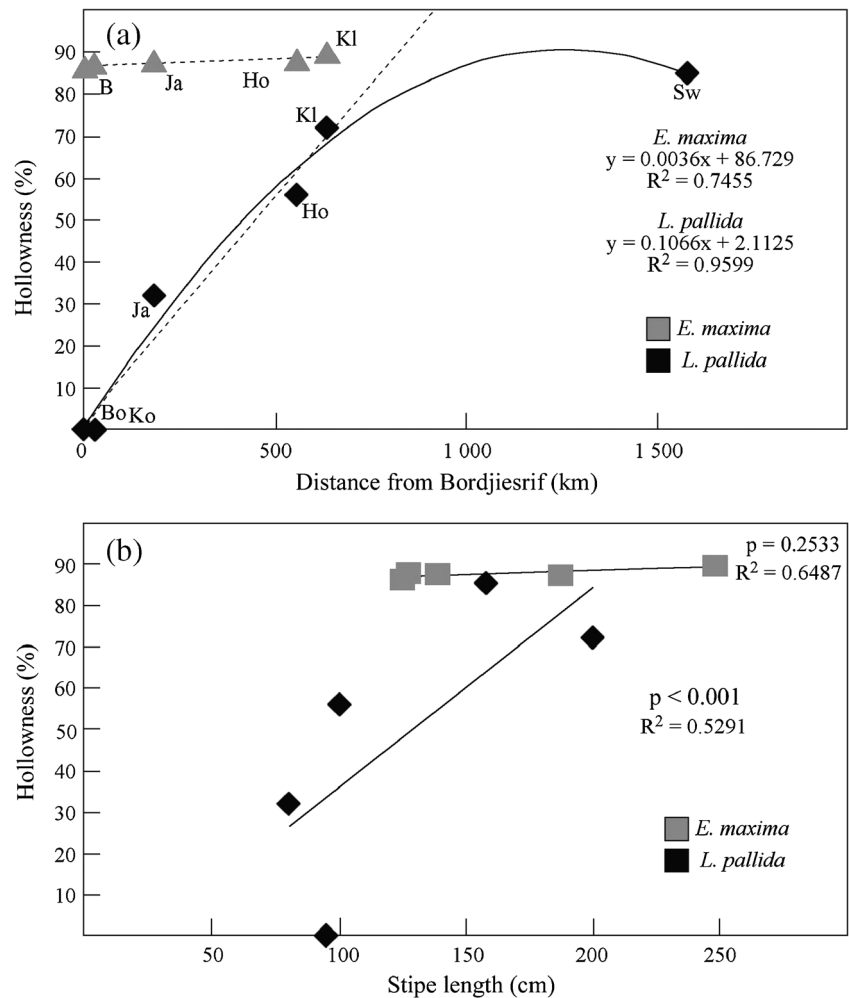 (a)
90
80
70
60
50
40
30
20
10
Hollowness (%)
B
Ja
Ho
Kl
Kl
Ho
Ja
Bo Ko
Sw
E. maxima
y = 0.0036x + 86.729
R² = 0.7455
L. pallida
y = 0.1066x + 2.1125
R² = 0.9599
E. maxima
L. pallida
0 500 1 000 1 500
Distance from Bordjiesrif (km)
(b)
90
80
70
60
50
40
30
20
10
Hollowness (%)
p = 0.2533
R² = 0.6487
p < 0.001
R² = 0.5291
E. maxima
L. pallida
50 100 150 200 250
Stipe length (cm)